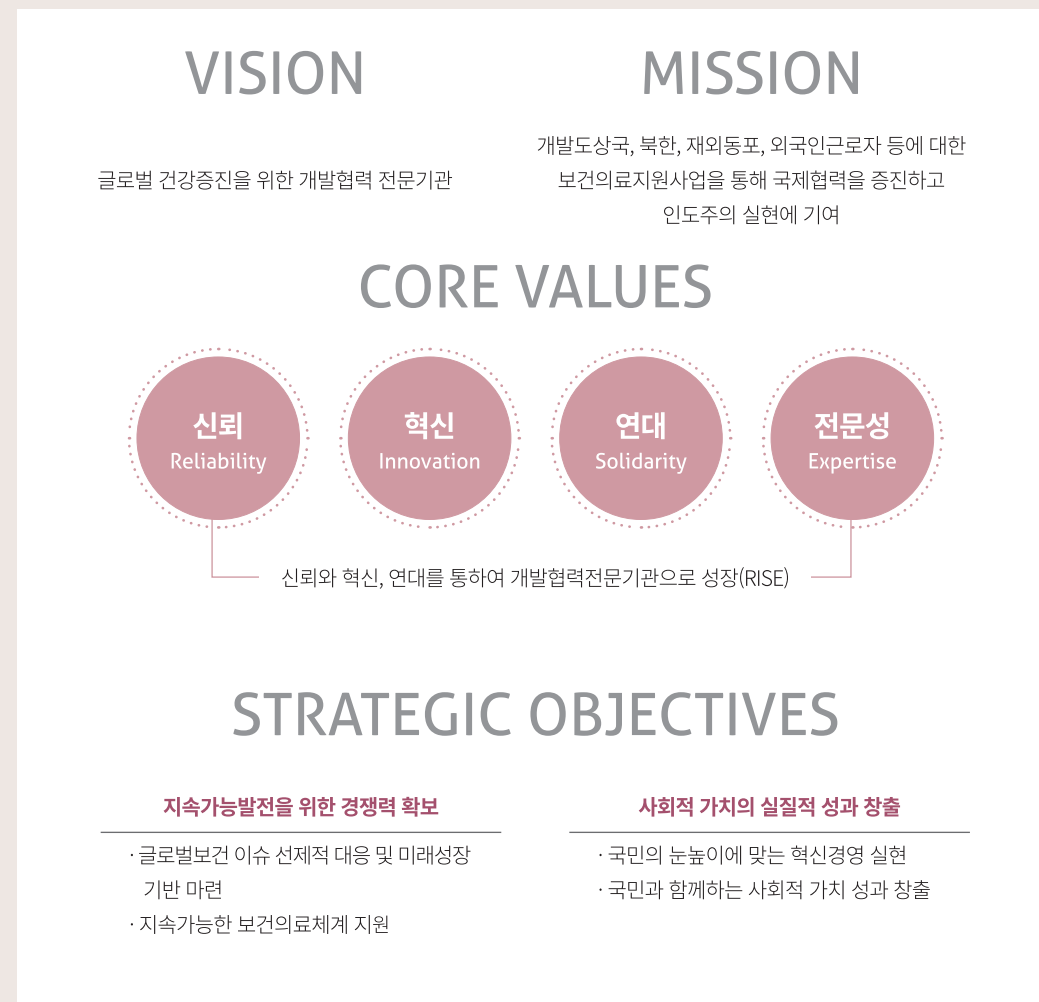 VISION
글로벌 건강증진을 위한 개발협력 전문기관
MISSION
개발도상국, 북한, 재외동포, 외국인근로자 등에 대한
보건의료지원사업을 통해 국제협력을 증진하고
인도주의 실현에 기여
CORE VALUES
신뢰
Reliability
혁신
Innovation
연대
Solidarity
전문성
Expertise
신뢰와 혁신, 연대를 통하여 개발협력전문기관으로 성장(RISE)
STRATEGIC OBJECTIVES
지속가능발전을 위한 경쟁력 확보
· 글로벌보건 이슈 선제적 대응 및 미래성장
기반 마련
· 지속가능한 보건의료체계 지원
사회적 가치의 실질적 성과 창출
· 국민의 눈높이에 맞는 혁신경영 실현
· 국민과 함께하는 사회적 가치 성과 창출